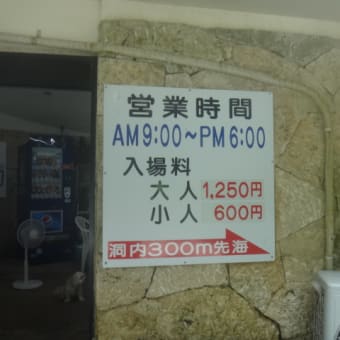 営業時間
AM9:00~PM6:00
入場料
大人 1,250円
小人 600円
洞内300m先海